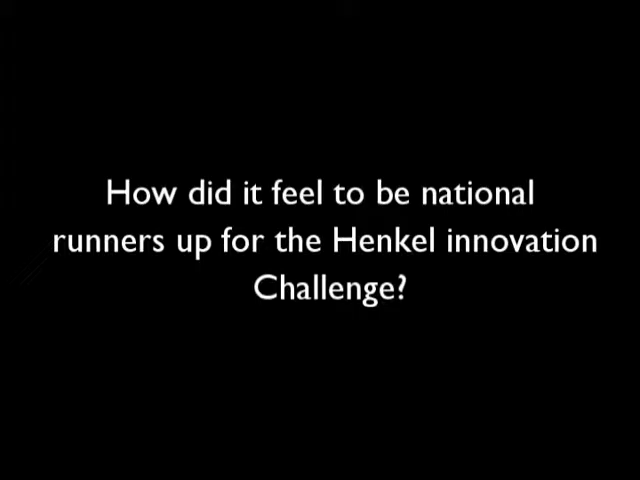 How did it feel to be national
runners up for the Henkel innovation
Challenge?